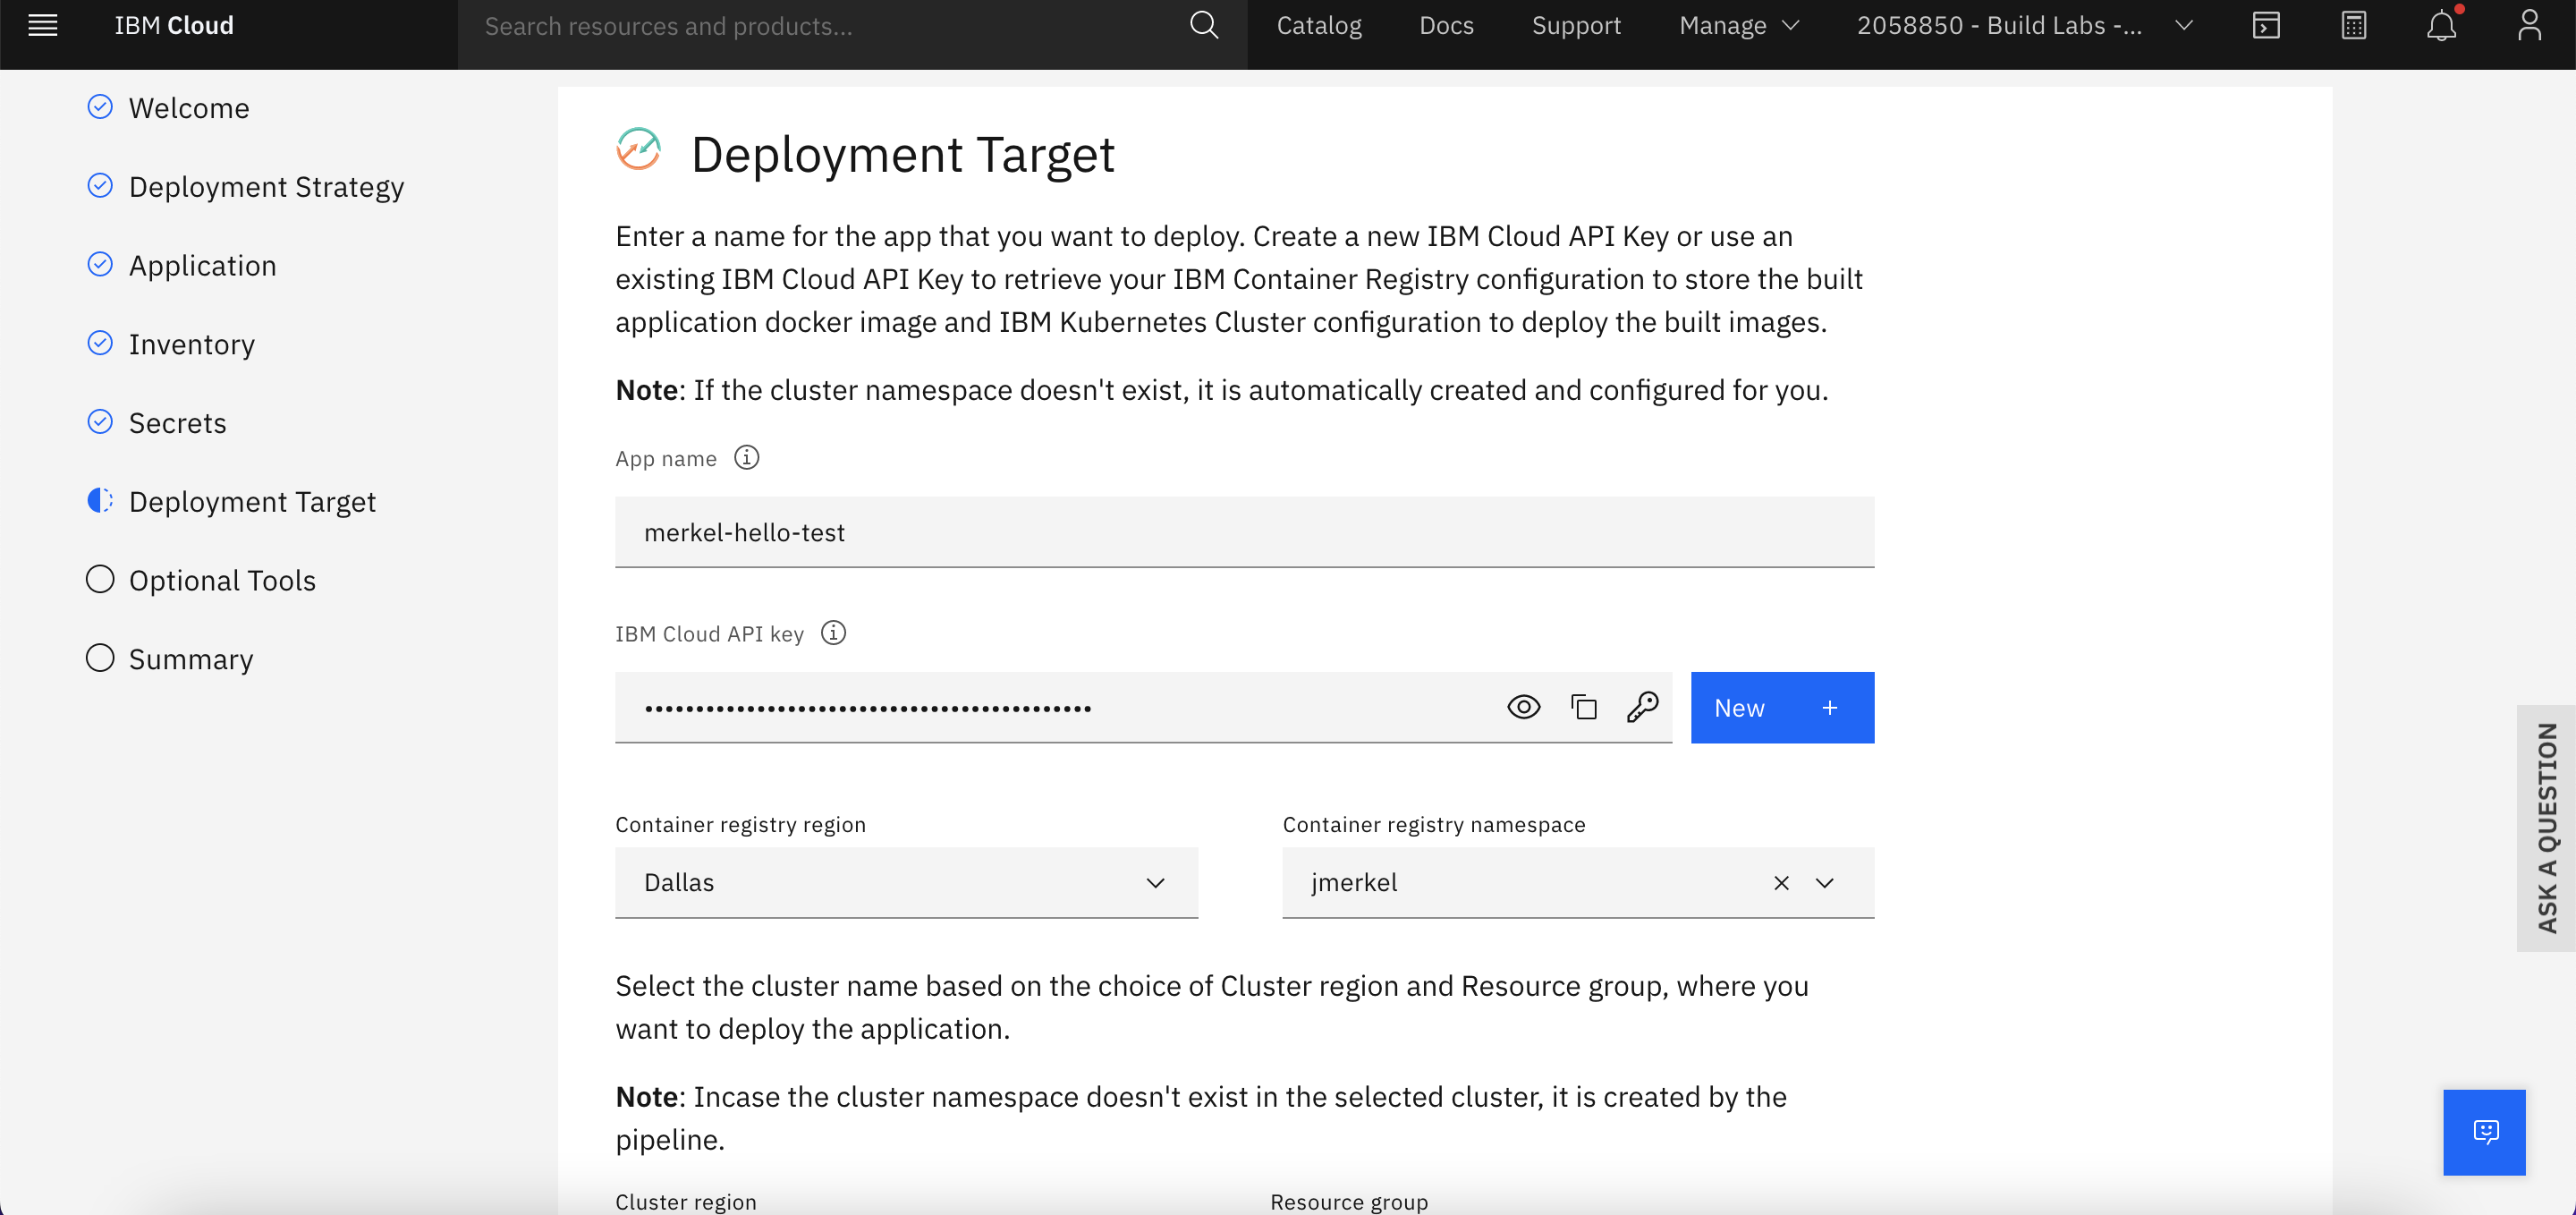 IBM Cloud
Search resources and products...
Catalog
Docs
Support
Manage
2058850 - Build Labs -...
Welcome
Deployment Strategy
Application
Inventory
Secrets
Deployment Target
Optional Tools
Summary
Deployment Target
Enter a name for the app that you want to deploy. Create a new IBM Cloud API Key or use an
existing IBM Cloud API Key to retrieve your IBM Container Registry configuration to store the built
application docker image and IBM Kubernetes Cluster configuration to deploy the built images.
Note: If the cluster namespace doesn't exist, it is automatically created and configured for you.
App name
merkel-hello-test
IBM Cloud API key
New +
Container registry region
Dallas
Container registry namespace
jmerkel
Select the cluster name based on the choice of Cluster region and Resource group, where you
want to deploy the application.
Note: Incase the cluster namespace doesn't exist in the selected cluster, it is created by the
pipeline.
Cluster region
Resource group
ASK A QUESTION